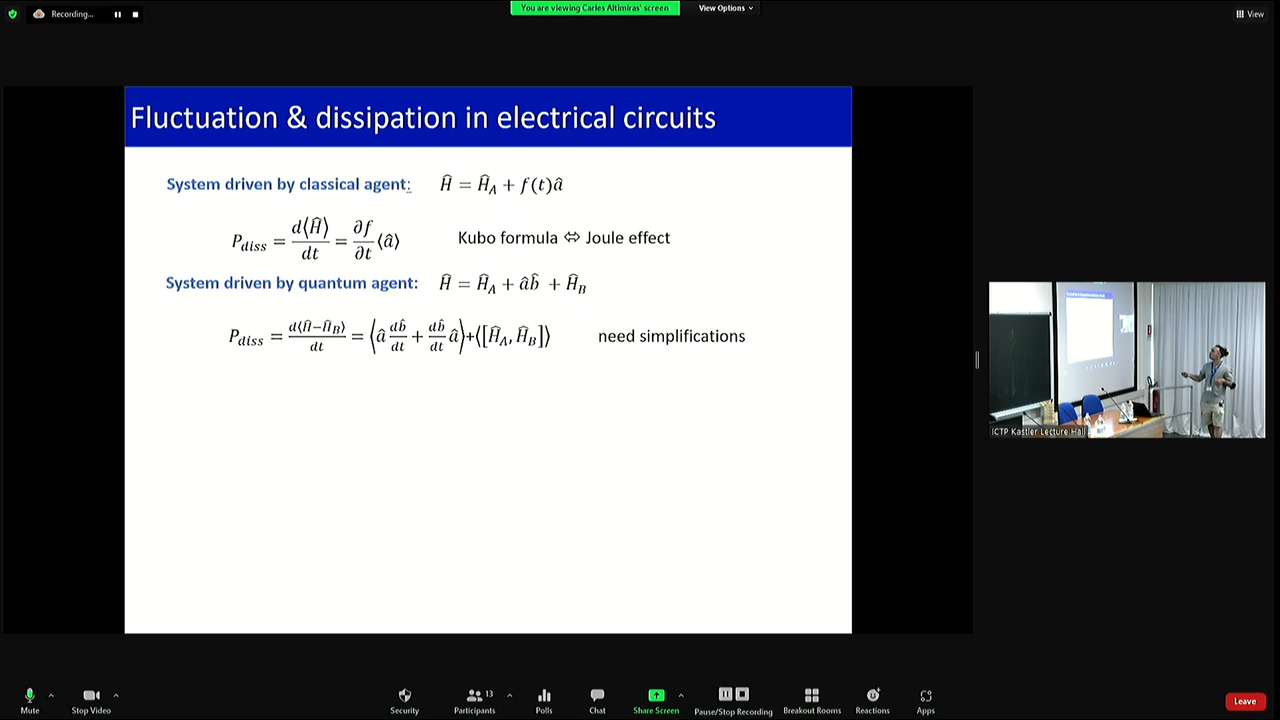 Recording...
You are viewing Carles Altimiras' screen
View Options
View
Fluctuation & dissipation in electrical circuits
System driven by classical agent: Ĥ = Ĥ_A + f(t)â
P_diss = d⟨Ĥ⟩/dt = ∂f/∂t ⟨â⟩ Kubo formula ⇔ Joule effect
System driven by quantum agent: Ĥ = Ĥ_A + âb̂ + Ĥ_B
P_diss = d⟨Ĥ−Ĥ_B⟩/dt = ⟨â db̂/dt + db̂/dt â⟩+⟨[Ĥ_A, Ĥ_B]⟩ need simplifications
ICTP Kastler Lecture Hall
Mute
Stop Video
Security
Participants
13
Polls
Chat
Share Screen
Pause/Stop Recording
Breakout Rooms
Reactions
Apps
Leave